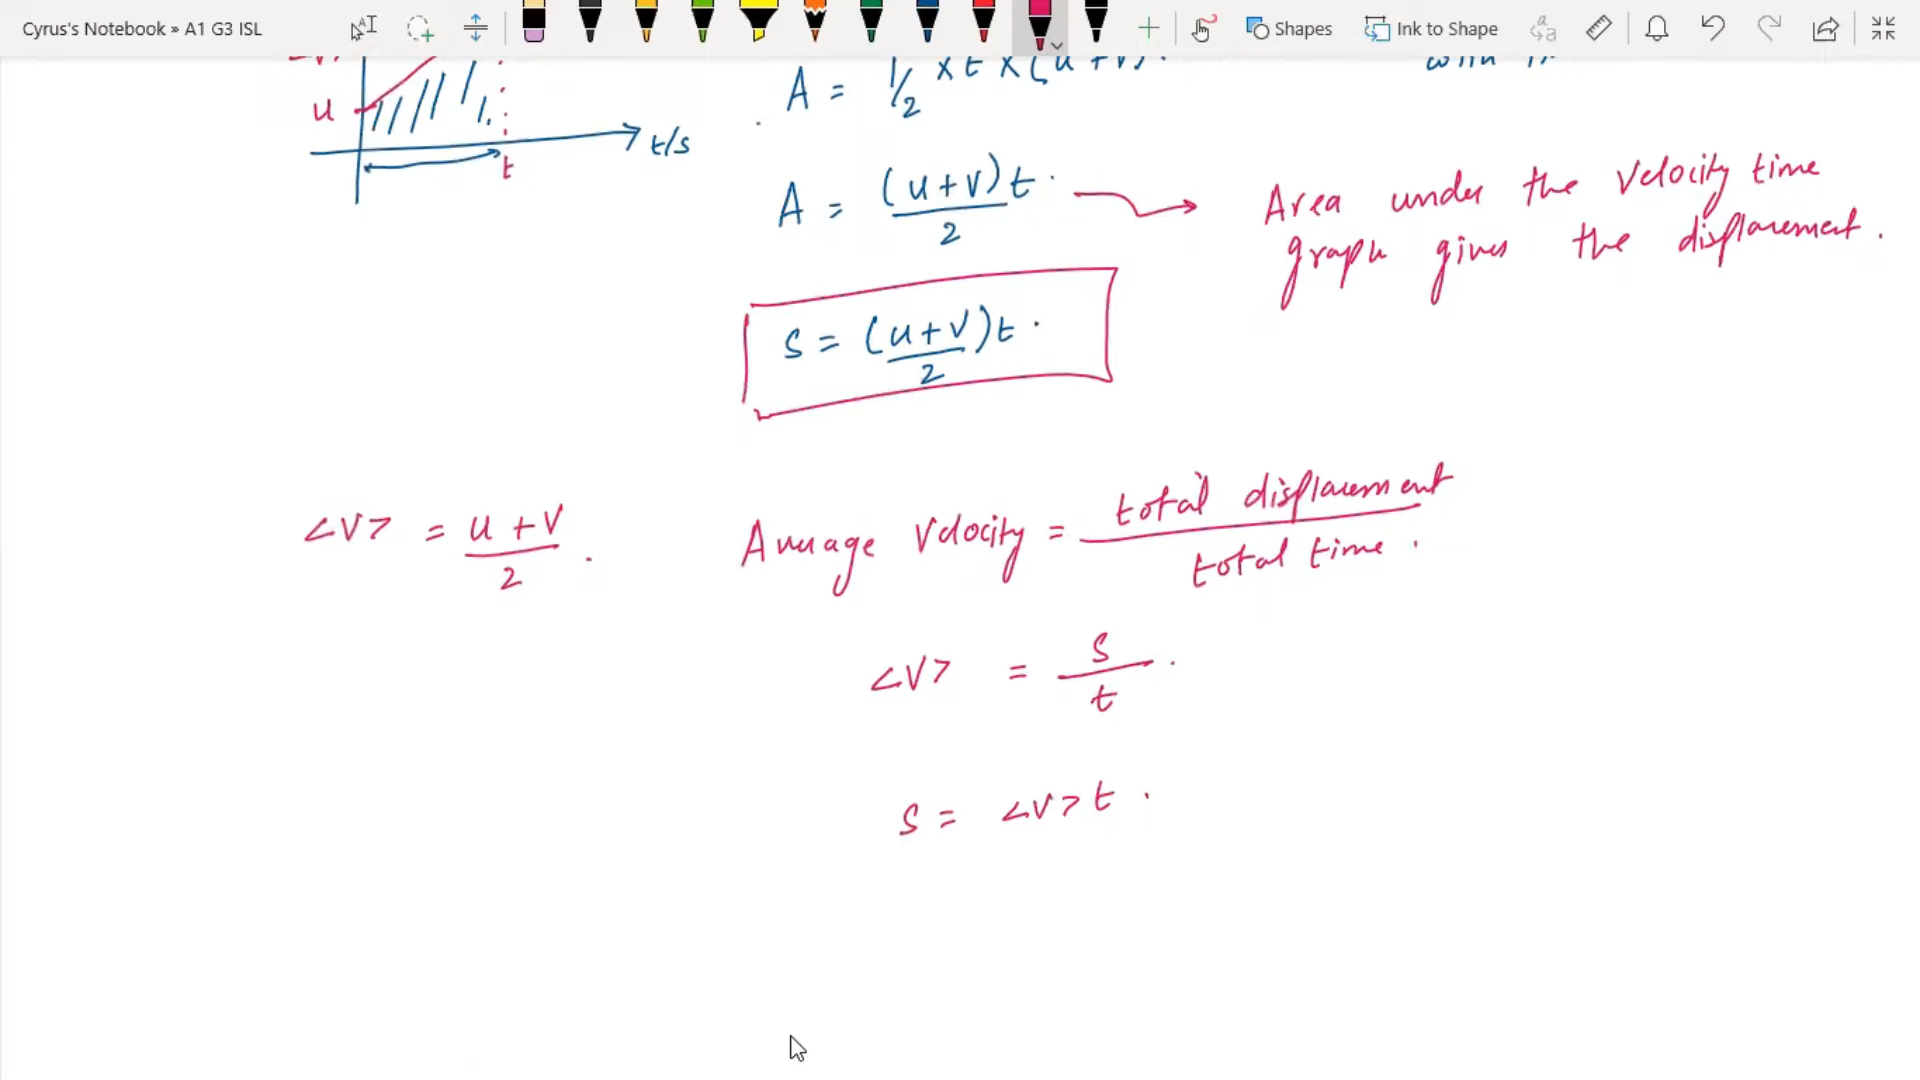 Cyrus's Notebook » A1 G3 ISL
Shapes
Ink to Shape
u
t/s
t
A = 1/2 × t × (u + v).
A = (u+v)t.
2
Area under the velocity time
graph gives the displacement.
s = (u+v)t.
2
<v> = u + v
2
Average Velocity = total displacement
total time.
<v> = s
t
s = <v> t.